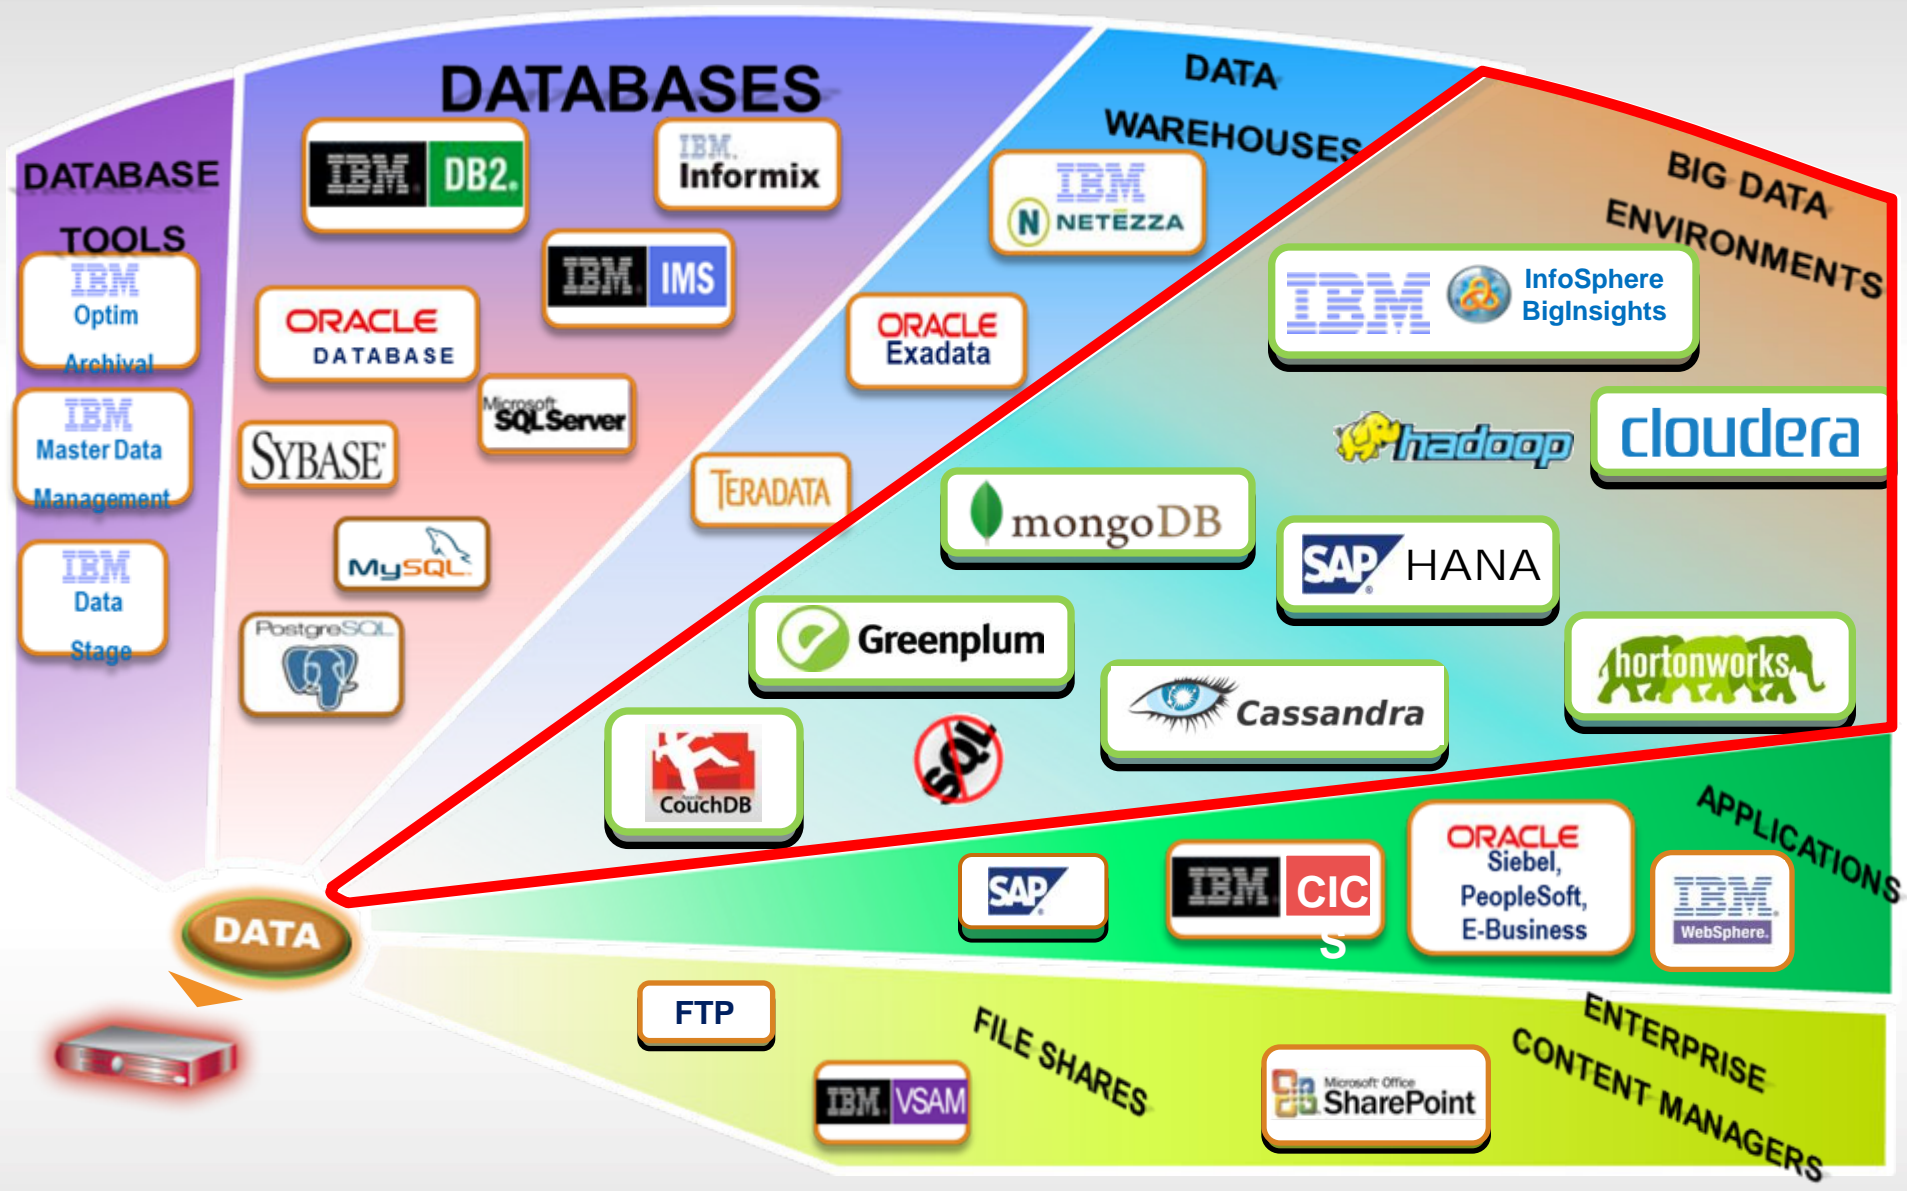 DATABASE
TOOLS
IBM
Optim
Archival
IBM
Master Data
Management
IBM
Data
Stage
DATABASES
IBM. DB2.
IBM.
Informix
IBM. IMS
ORACLE
DATABASE
Microsoft
SQL Server
SYBASE
MySQL
PostgreSQL
DATA
WAREHOUSES
IBM
N NETEZZA
ORACLE
Exadata
TERADATA
BIG DATA
ENVIRONMENTS
IBM
InfoSphere
BigInsights
hadoop
cloudera
mongoDB
SAP HANA
Greenplum
hortonworks
Cassandra
CouchDB
SQL
APPLICATIONS
SAP
IBM. CIC
S
ORACLE
Siebel,
PeopleSoft,
E-Business
IBM.
WebSphere.
DATA
FTP
FILE SHARES
IBM. VSAM
ENTERPRISE
CONTENT MANAGERS
Microsoft Office
SharePoint